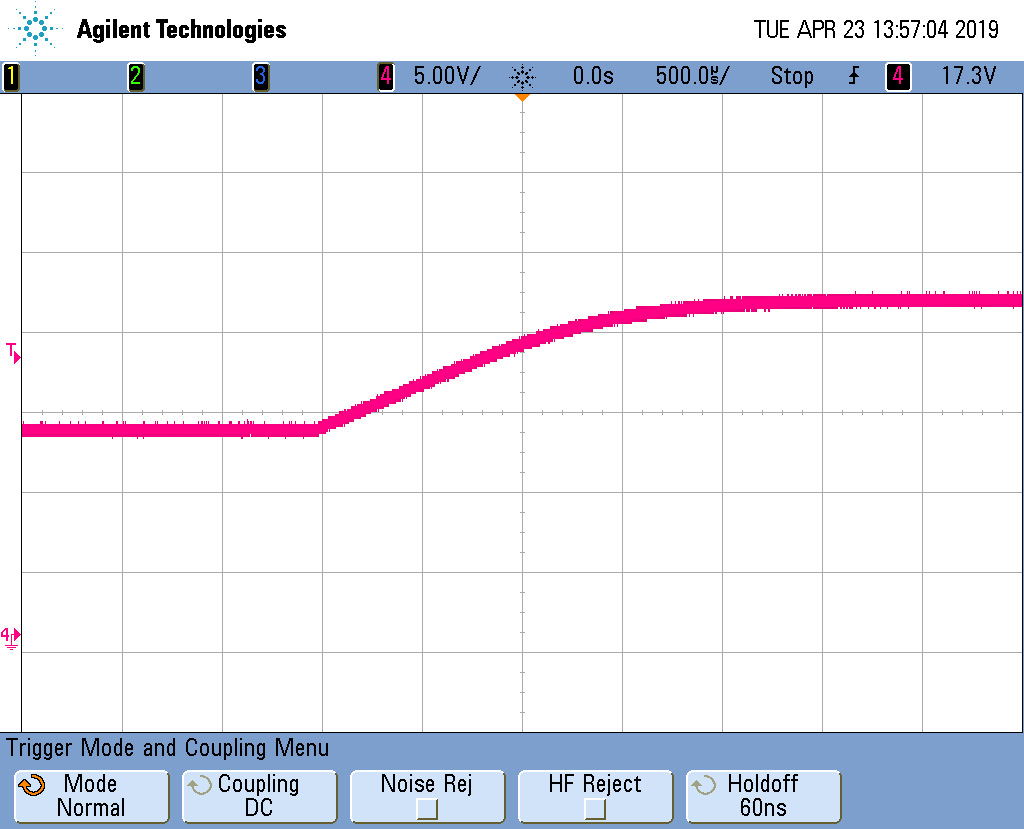 Agilent Technologies
TUE APR 23 13:57:04 2019
1 2 3 4 5.00V/ 0.0s 500.0µs/ Stop 4 17.3V
T
4
Trigger Mode and Coupling Menu
Mode Coupling Noise Rej HF Reject Holdoff
Normal DC 60ns